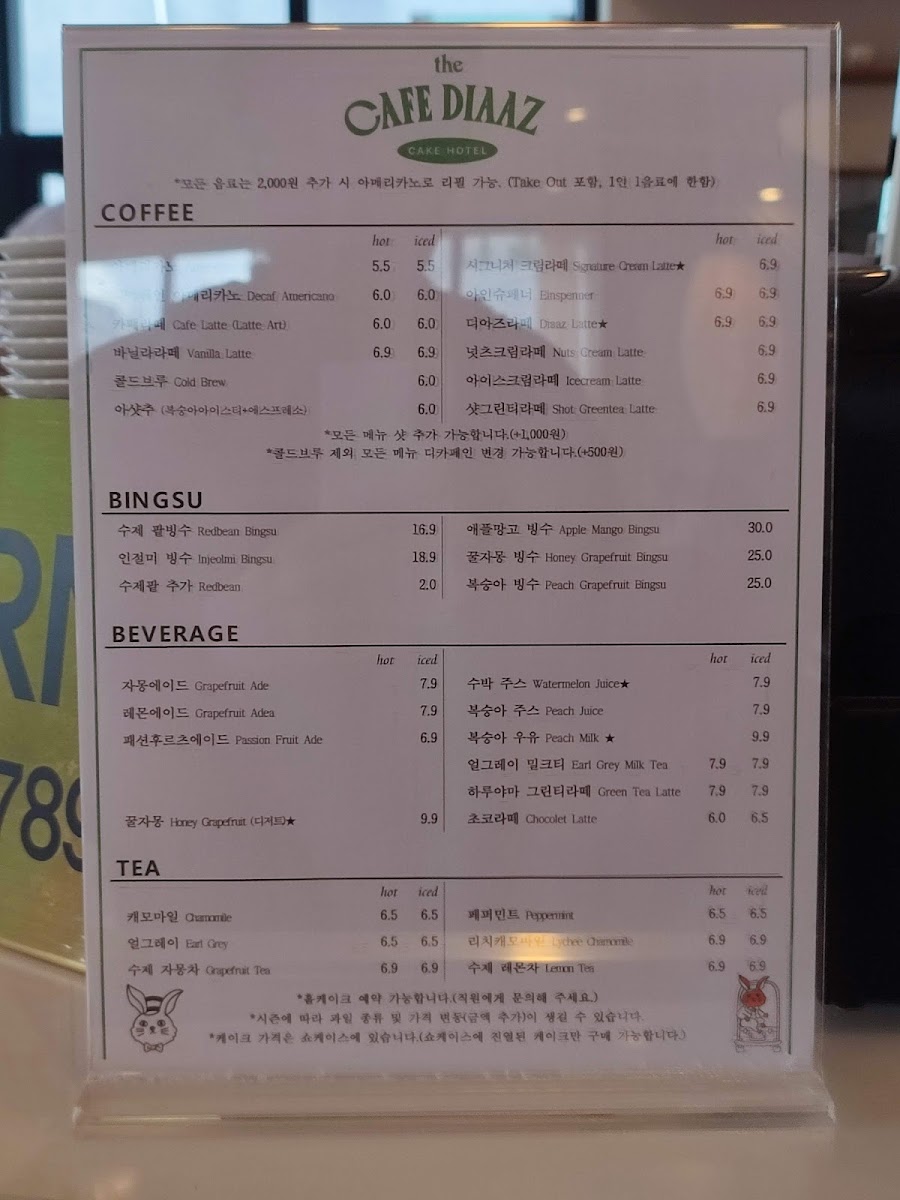 the
CAFE DIAAZ
CAKE HOTEL
*모든 음료는 2,000원 추가 시 아메리카노로 리필 가능. (Take Out 포함, 1인 1음료에 한함)
COFFEE
hot iced
5.5 5.5
아메리카노 Decaf Americano 6.0 6.0
카페라떼 Cafe Latte (Latte Art) 6.0 6.0
바닐라라떼 Vanilla Latte 6.9 6.9
콜드브루 Cold Brew 6.0
아샷추 (복숭아아이스티+에스프레소) 6.0
hot iced
시그니처 크림라떼 Signature Cream Latte★ 6.9
아인슈페너 Einspenner 6.9 6.9
디아즈라떼 Diaaz Latte★ 6.9 6.9
넛츠크림라떼 Nuts Cream Latte 6.9
아이스크림라떼 Icecream Latte 6.9
샷그린티라떼 Shot Greentea Latte 6.9
*모든 메뉴 샷 추가 가능합니다.(+1,000원)
*콜드브루 제외 모든 메뉴 디카페인 변경 가능합니다.(+500원)
BINGSU
수제 팥빙수 Redbean Bingsu 16.9
인절미 빙수 Injeolmi Bingsu 18.9
수제팥 추가 Redbean 2.0
애플망고 빙수 Apple Mango Bingsu 30.0
꿀자몽 빙수 Honey Grapefruit Bingsu 25.0
복숭아 빙수 Peach Grapefruit Bingsu 25.0
BEVERAGE
hot iced
자몽에이드 Grapefruit Ade 7.9
레몬에이드 Grapefruit Adea 7.9
패션후르츠에이드 Passion Fruit Ade 6.9
꿀자몽 Honey Grapefruit (디저트)★ 9.9
hot iced
수박 주스 Watermelon Juice★ 7.9
복숭아 주스 Peach Juice 7.9
복숭아 우유 Peach Milk ★ 9.9
얼그레이 밀크티 Earl Grey Milk Tea 7.9 7.9
하루야마 그린티라떼 Green Tea Latte 7.9 7.9
초코라떼 Chocolet Latte 6.0 6.5
TEA
hot iced
캐모마일 Chamomile 6.5 6.5
얼그레이 Earl Grey 6.5 6.5
수제 자몽차 Grapefruit Tea 6.9 6.9
hot iced
페퍼민트 Peppermint 6.5 6.5
리치캐모마일 Lychee Chamomile 6.9 6.9
수제 레몬차 Lemon Tea 6.9 6.9
*홀케이크 예약 가능합니다.(직원에게 문의해 주세요.)
*시즌에 따라 과일 종류 및 가격 변동(금액 추가)이 생길 수 있습니다.
*케이크 가격은 쇼케이스에 있습니다.(쇼케이스에 진열된 케이크만 구매 가능합니다.)
789